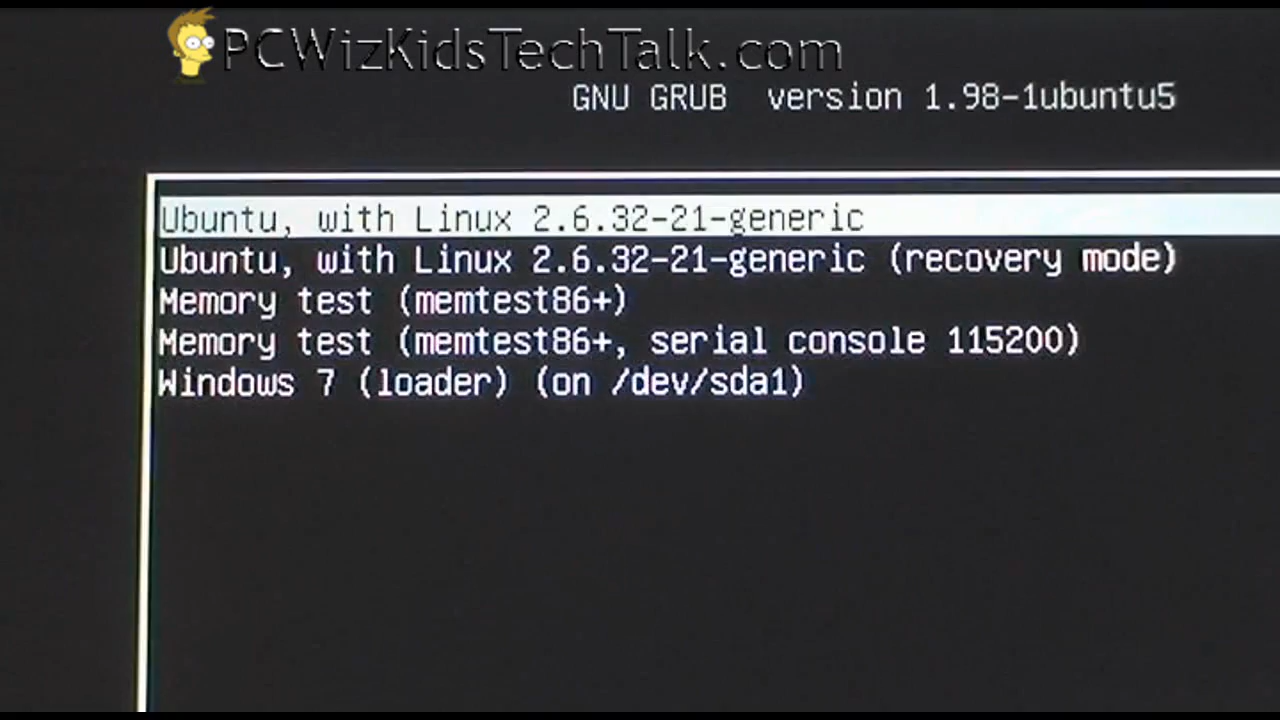 PCWizKidsTechTalk.com
GNU GRUB version 1.98-1ubuntu5
Ubuntu, with Linux 2.6.32-21-generic
Ubuntu, with Linux 2.6.32-21-generic (recovery mode)
Memory test (memtest86+)
Memory test (memtest86+, serial console 115200)
Windows 7 (loader) (on /dev/sda1)